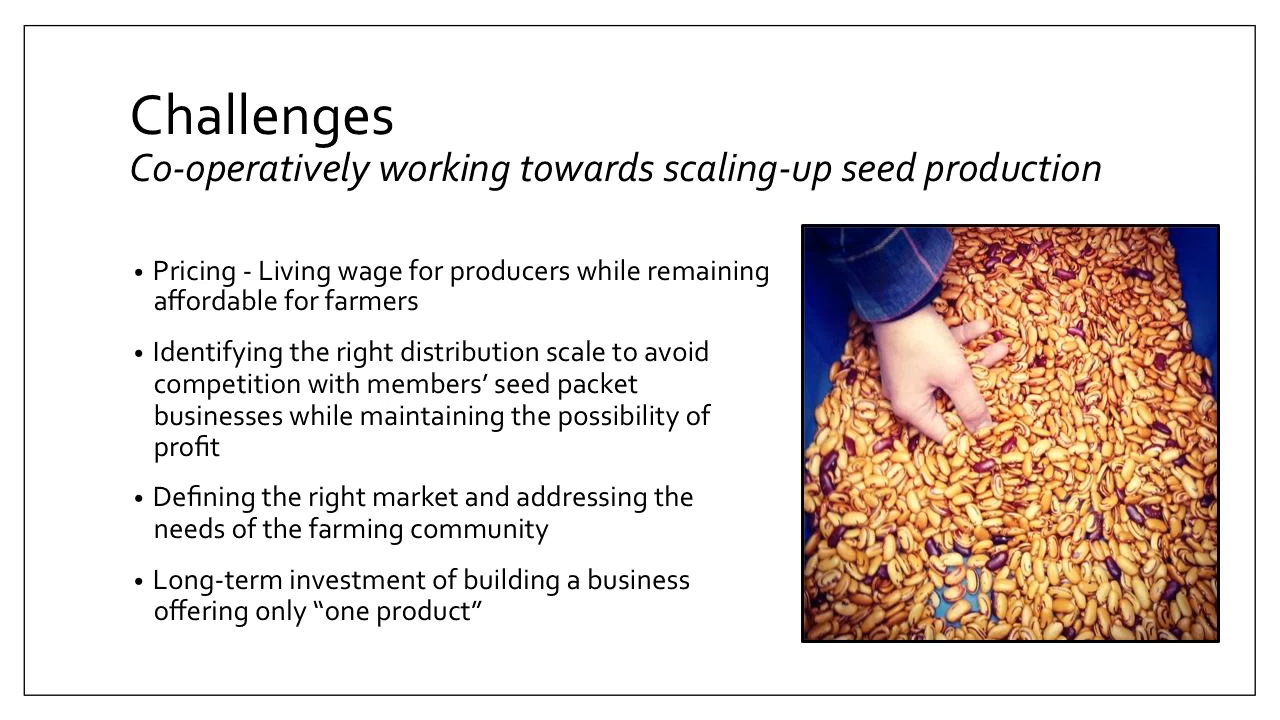 Challenges
Co-operatively working towards scaling-up seed production
• Pricing - Living wage for producers while remaining
affordable for farmers
• Identifying the right distribution scale to avoid
competition with members’ seed packet
businesses while maintaining the possibility of
profit
• Defining the right market and addressing the
needs of the farming community
• Long-term investment of building a business
offering only “one product”